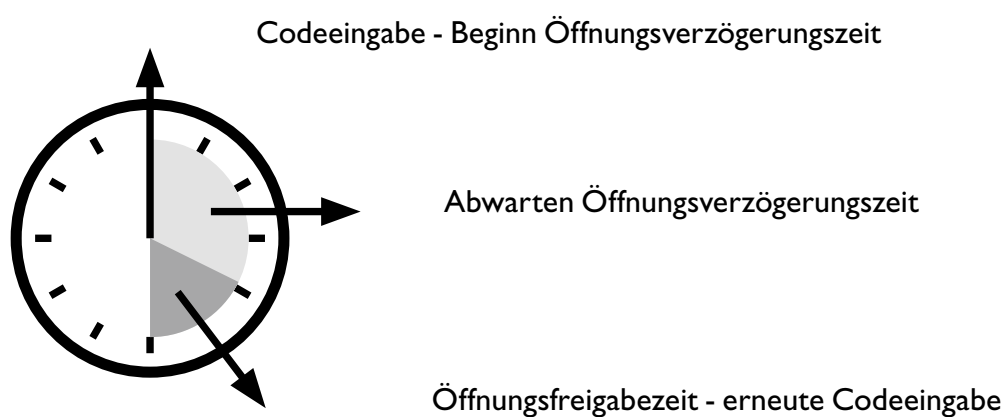 Codeeingabe - Beginn Öffnungsverzögerungszeit
Abwarten Öffnungsverzögerungszeit
Öffnungsfreigabezeit - erneute Codeeingabe